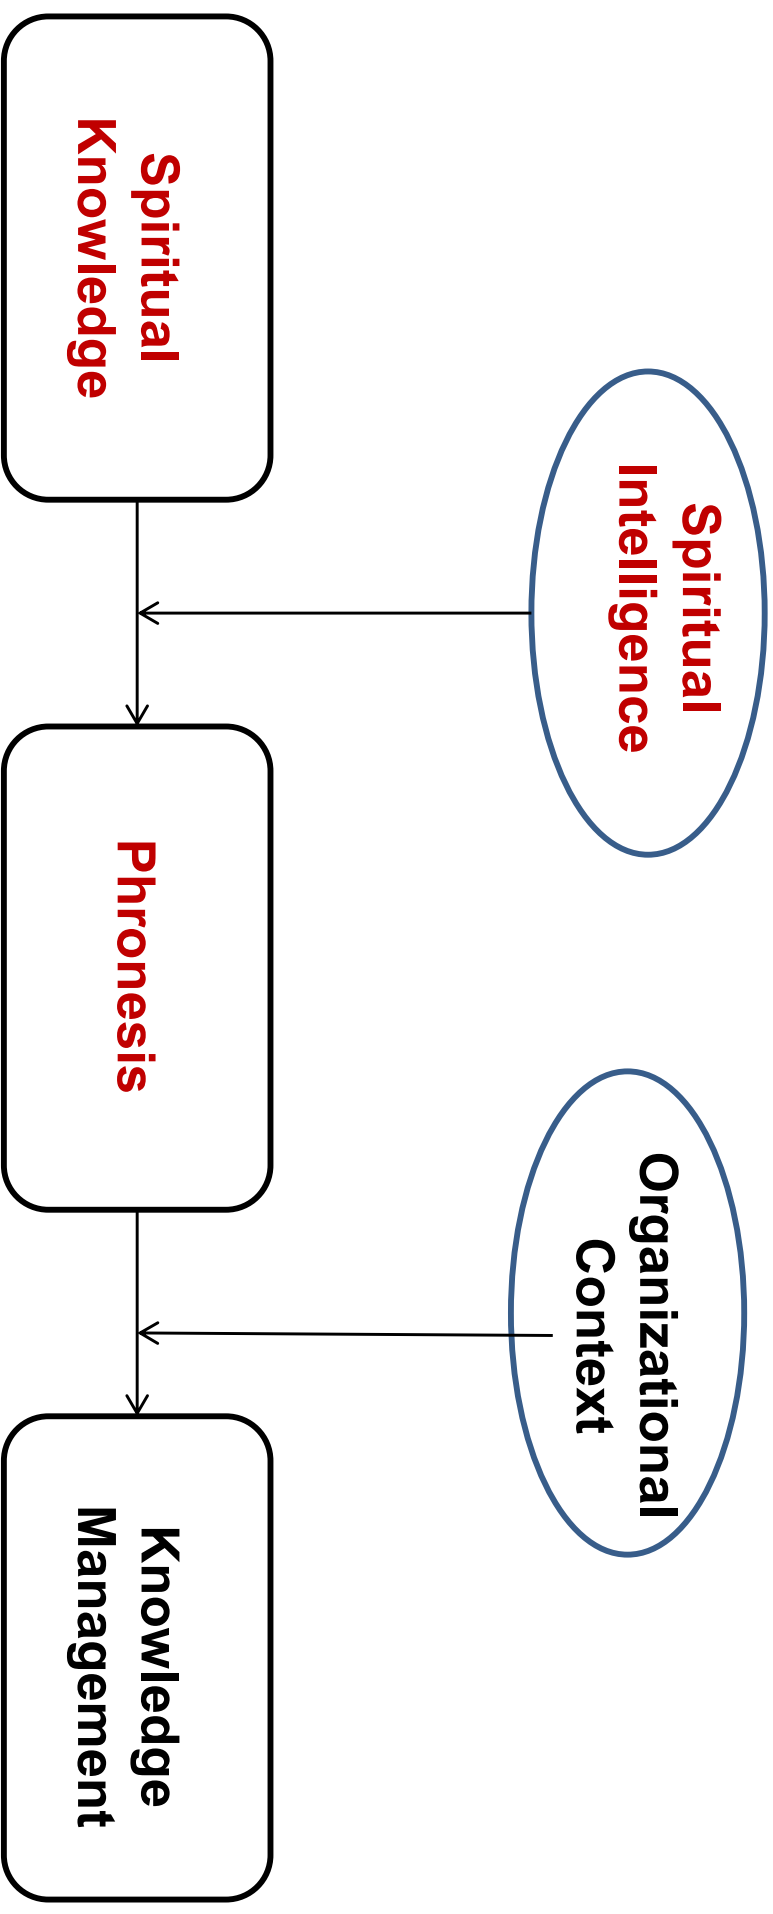 Spiritual
Intelligence
Organizational
Context
Spiritual
Knowledge
Phronesis
Knowledge
Management